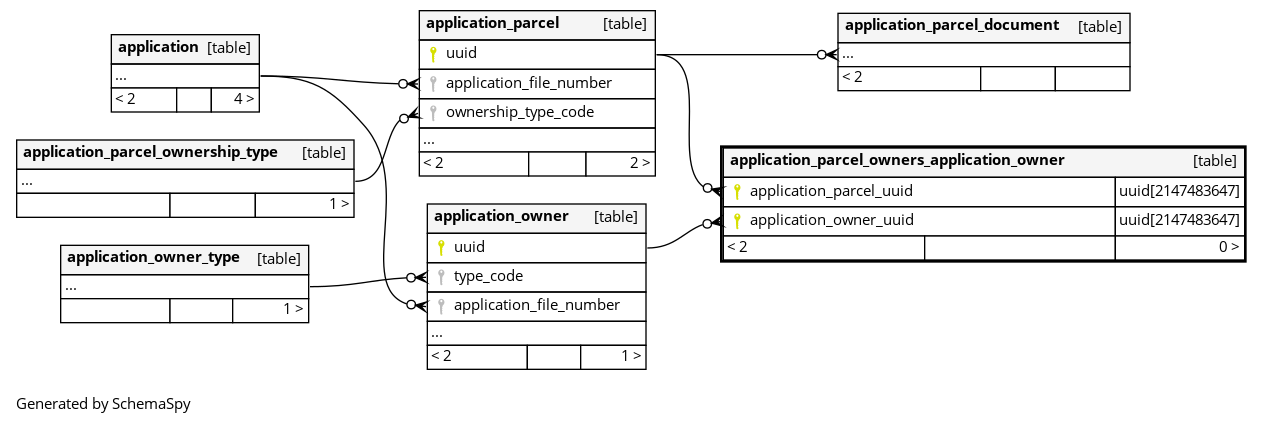 application [table]
...
< 2 4 >
application_parcel_ownership_type [table]
...
1 >
application_owner_type [table]
...
1 >
application_parcel [table]
uuid
application_file_number
ownership_type_code
...
< 2 2 >
application_owner [table]
uuid
type_code
application_file_number
...
< 2 1 >
application_parcel_document [table]
...
< 2
application_parcel_owners_application_owner [table]
application_parcel_uuid uuid[2147483647]
application_owner_uuid uuid[2147483647]
< 2 0 >
Generated by SchemaSpy